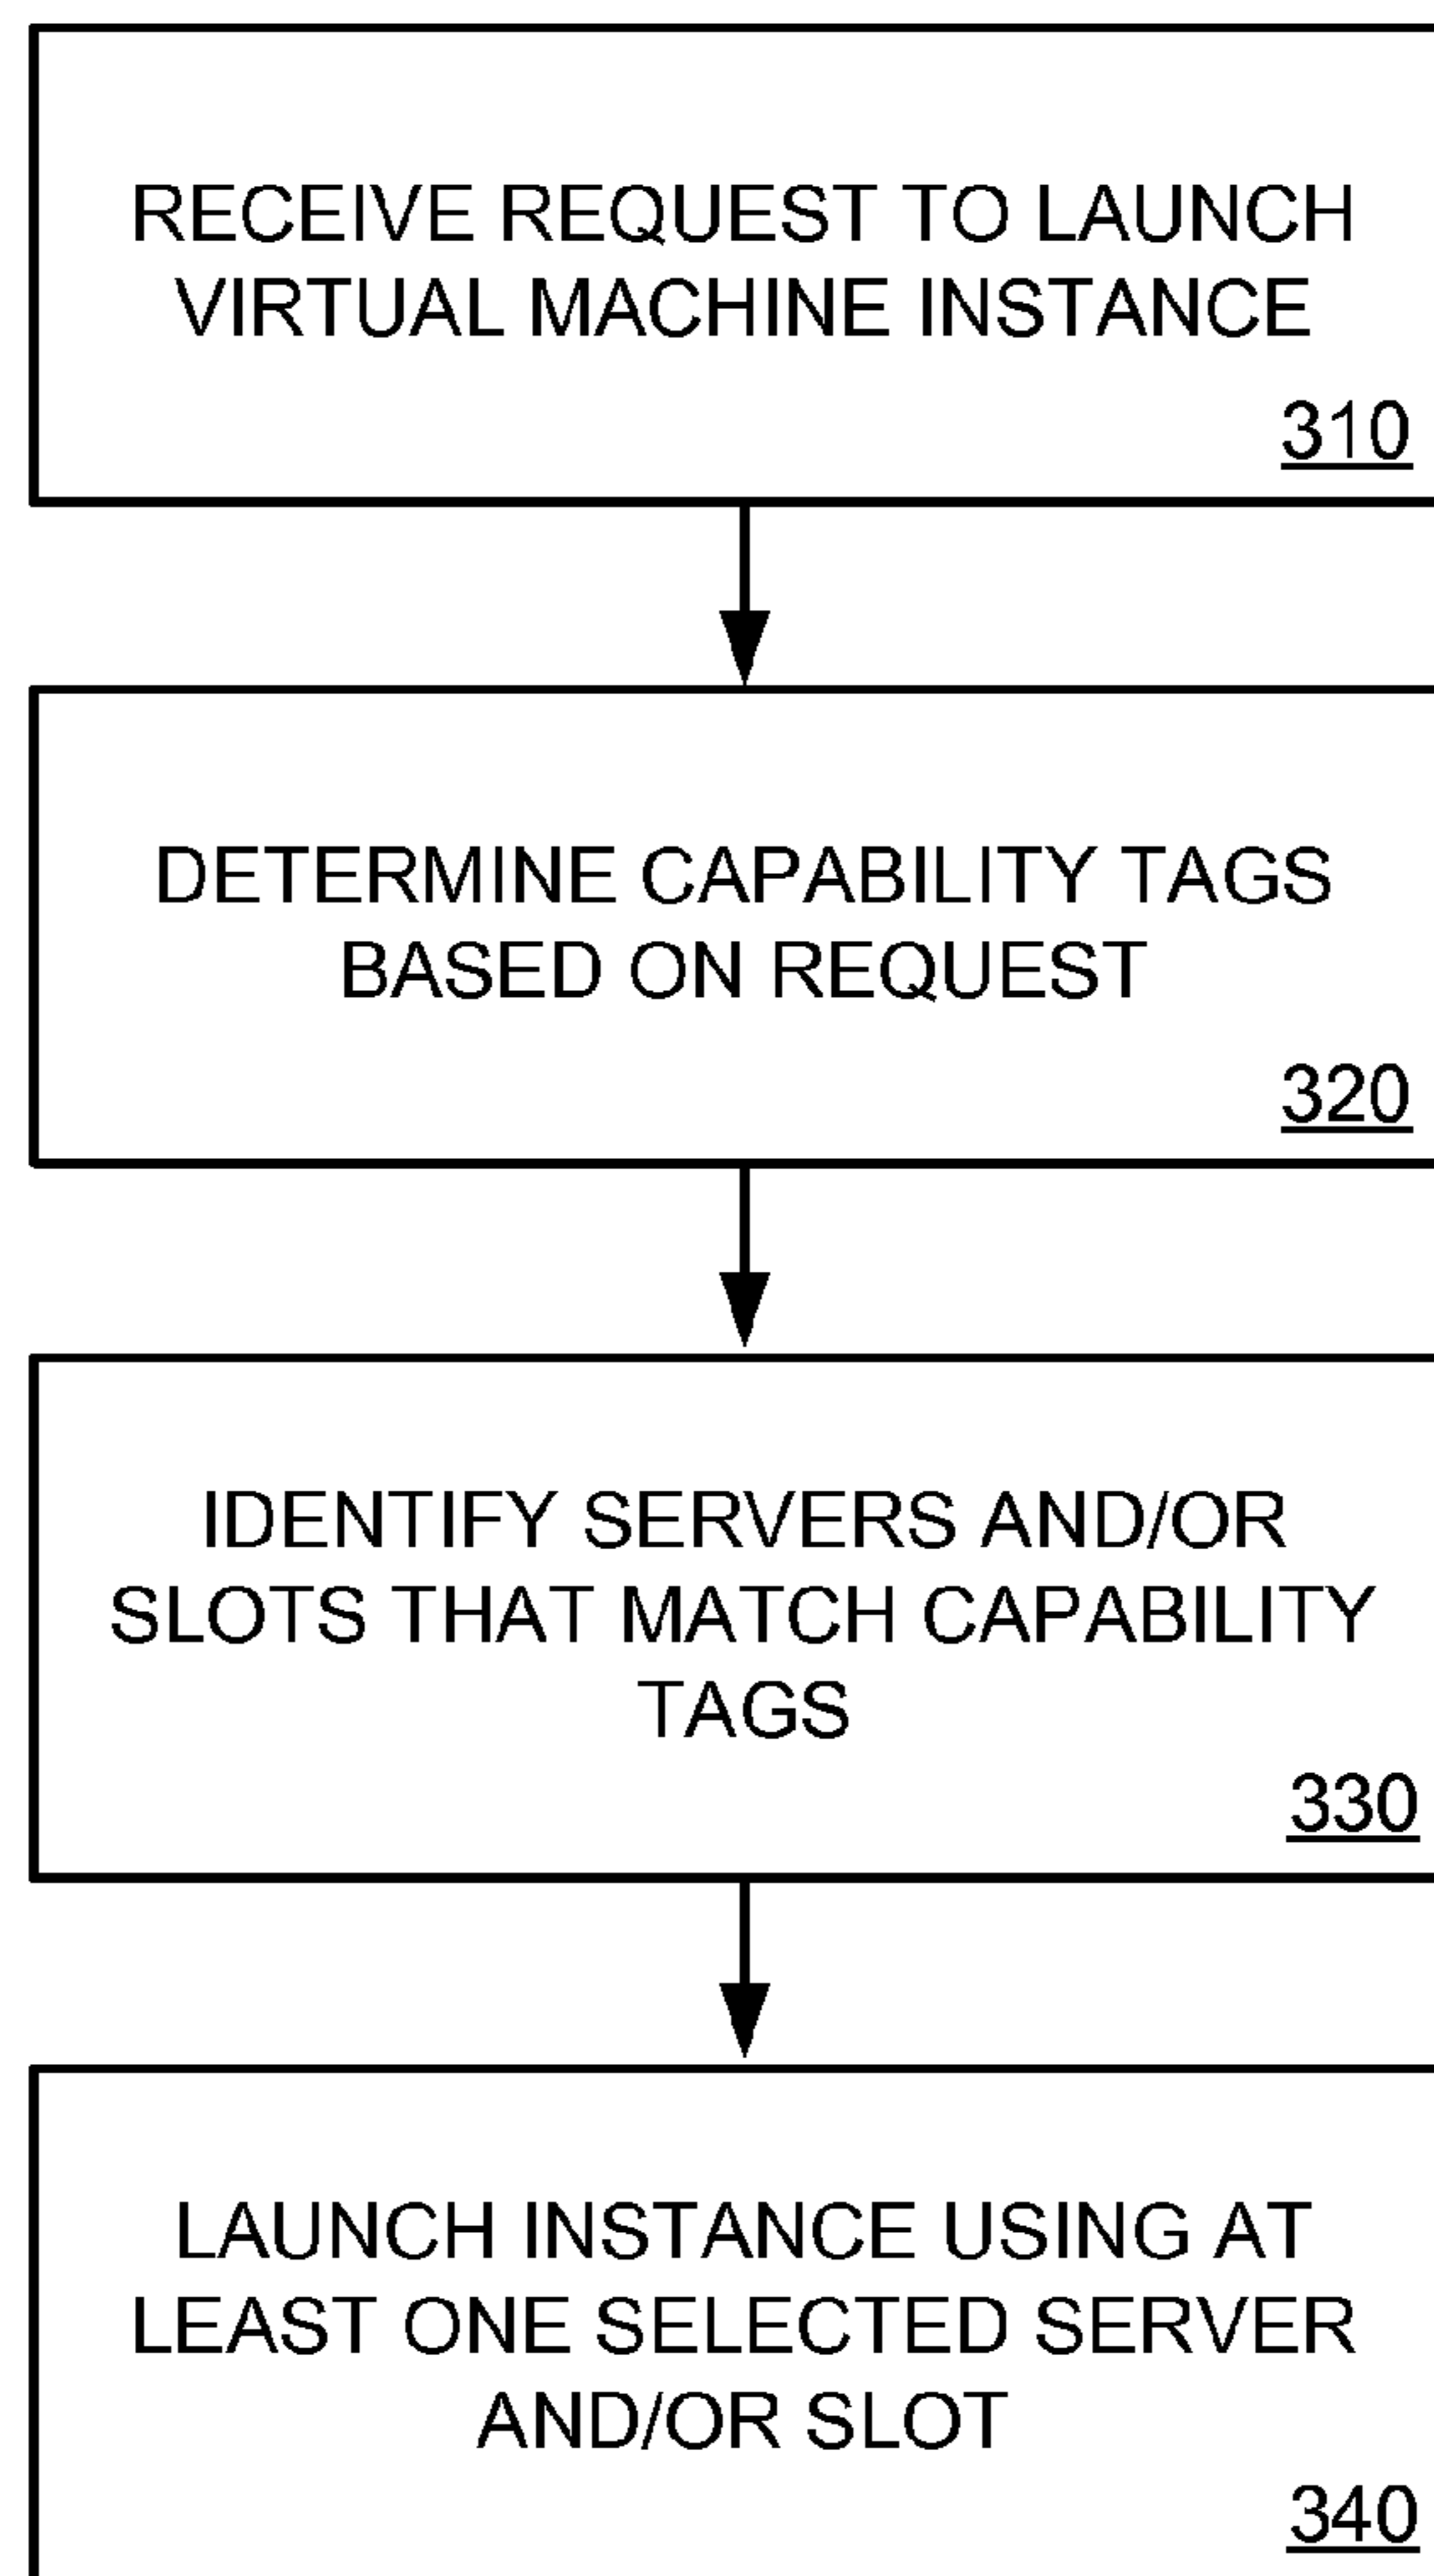 RECEIVE REQUEST TO LAUNCH
VIRTUAL MACHINE INSTANCE
310
DETERMINE CAPABILITY TAGS
BASED ON REQUEST
320
IDENTIFY SERVERS AND/OR
SLOTS THAT MATCH CAPABILITY
TAGS
330
LAUNCH INSTANCE USING AT
LEAST ONE SELECTED SERVER
AND/OR SLOT
340